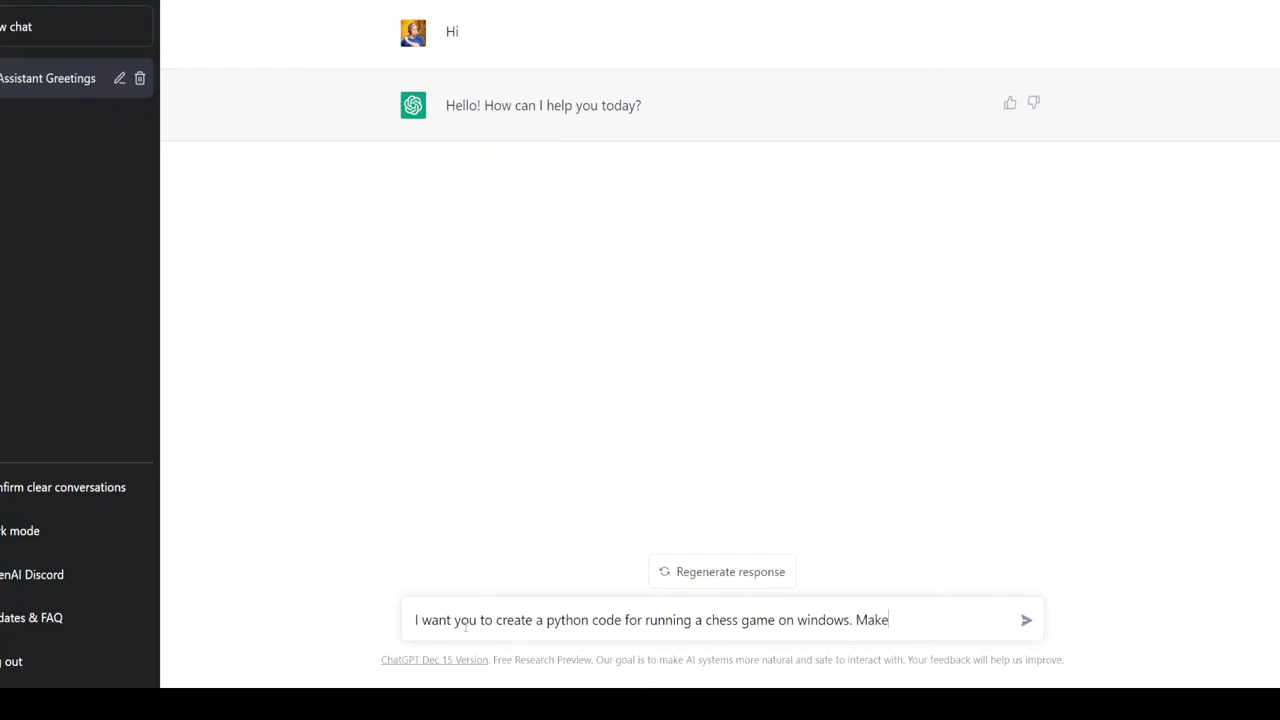 w chat
Assistant Greetings
nfirm clear conversations
rk mode
enAI Discord
dates & FAQ
g out
Hi
Hello! How can I help you today?
Regenerate response
I want you to create a python code for running a chess game on windows. Make
ChatGPT Dec 15 Version. Free Research Preview. Our goal is to make AI systems more natural and safe to interact with. Your feedback will help us improve.